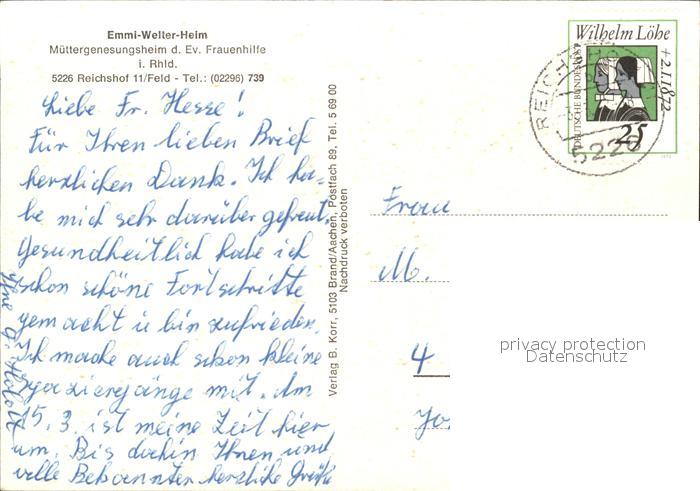 Emmi-Welter-Heim
Müttergenesungsheim d. Ev. Frauenhilfe
i. Rhld.
5226 Reichshof 11/Feld - Tel.: (02296) 739
Liebe Fr. Hesse!
Für Ihren lieben Brief
herzlichen Dank. Ich ha-
be mich sehr darüber gefreut.
Gesundheitlich habe ich
schon schöne Fortschritte
gemacht u bin zufrieden.
Ich mache auch schon kleine
Spaziergänge mit. Am
15.3. ist meine Zeit hier
um. Bis dahin Ihnen und
alle Bekannten herzliche Grüße
Ihre
Verlag B. Korr, 5103 Brand/Aachen, Postfach 89, Tel. 5 69 00
Nachdruck verboten
Wilhelm Löhe
+2.1.1872
DEUTSCHE BUNDESPOST
25
REICHSHOF
5226
Frau
M.
4
privacy protection
Datenschutz